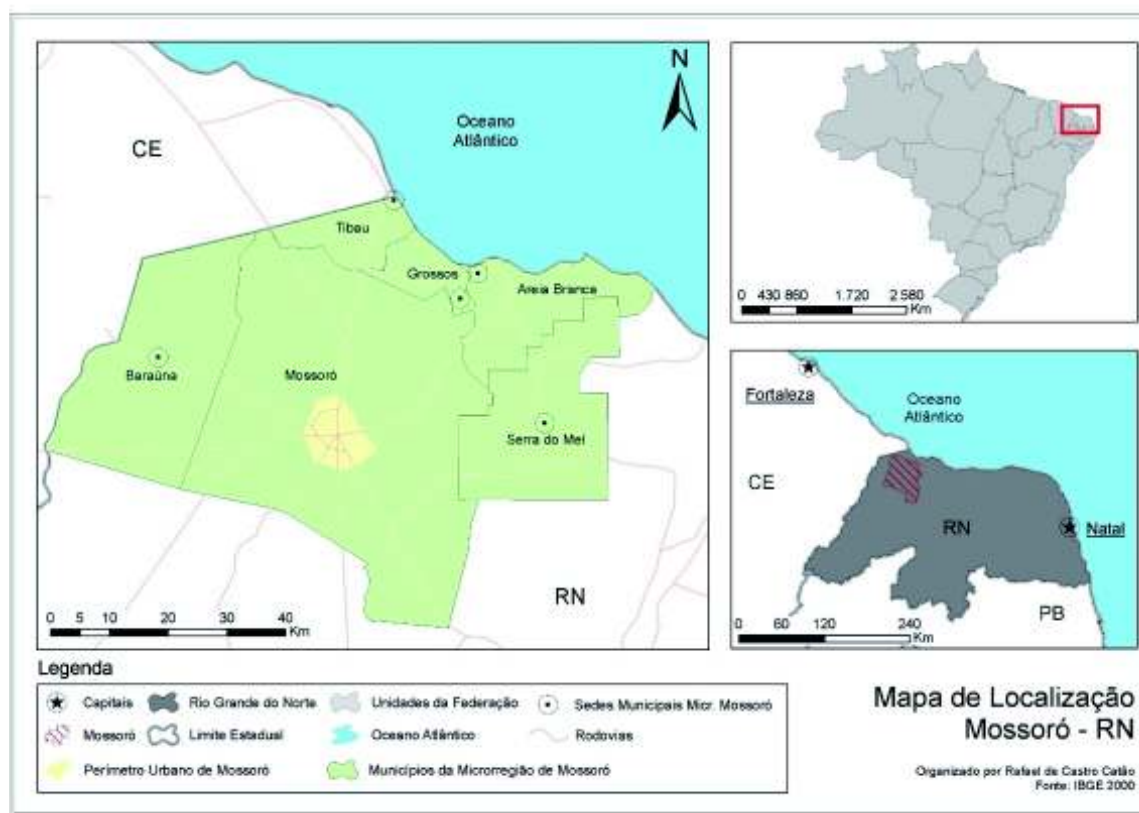 N
Oceano
Atlântico
CE
Tibau
Grossos
Areia Branca
Baraúna
Mossoró
Serra do Mel
RN
0 5 10 20 30 40
Km
0 430 860 1.720 2.580
Km
Fortaleza
Oceano
Atlântico
CE
RN
Natal
PB
0 60 120 240
Km
Legenda
Capitais Rio Grande do Norte Unidades da Federação Sedes Municipais Micr. Mossoró
Mossoró Limite Estadual Oceano Atlântico Rodovias
Perímetro Urbano de Mossoró Municípios da Microrregião de Mossoró
Mapa de Localização
Mossoró - RN
Organizado por Rafael de Castro Catão
Fonte: IBGE 2000